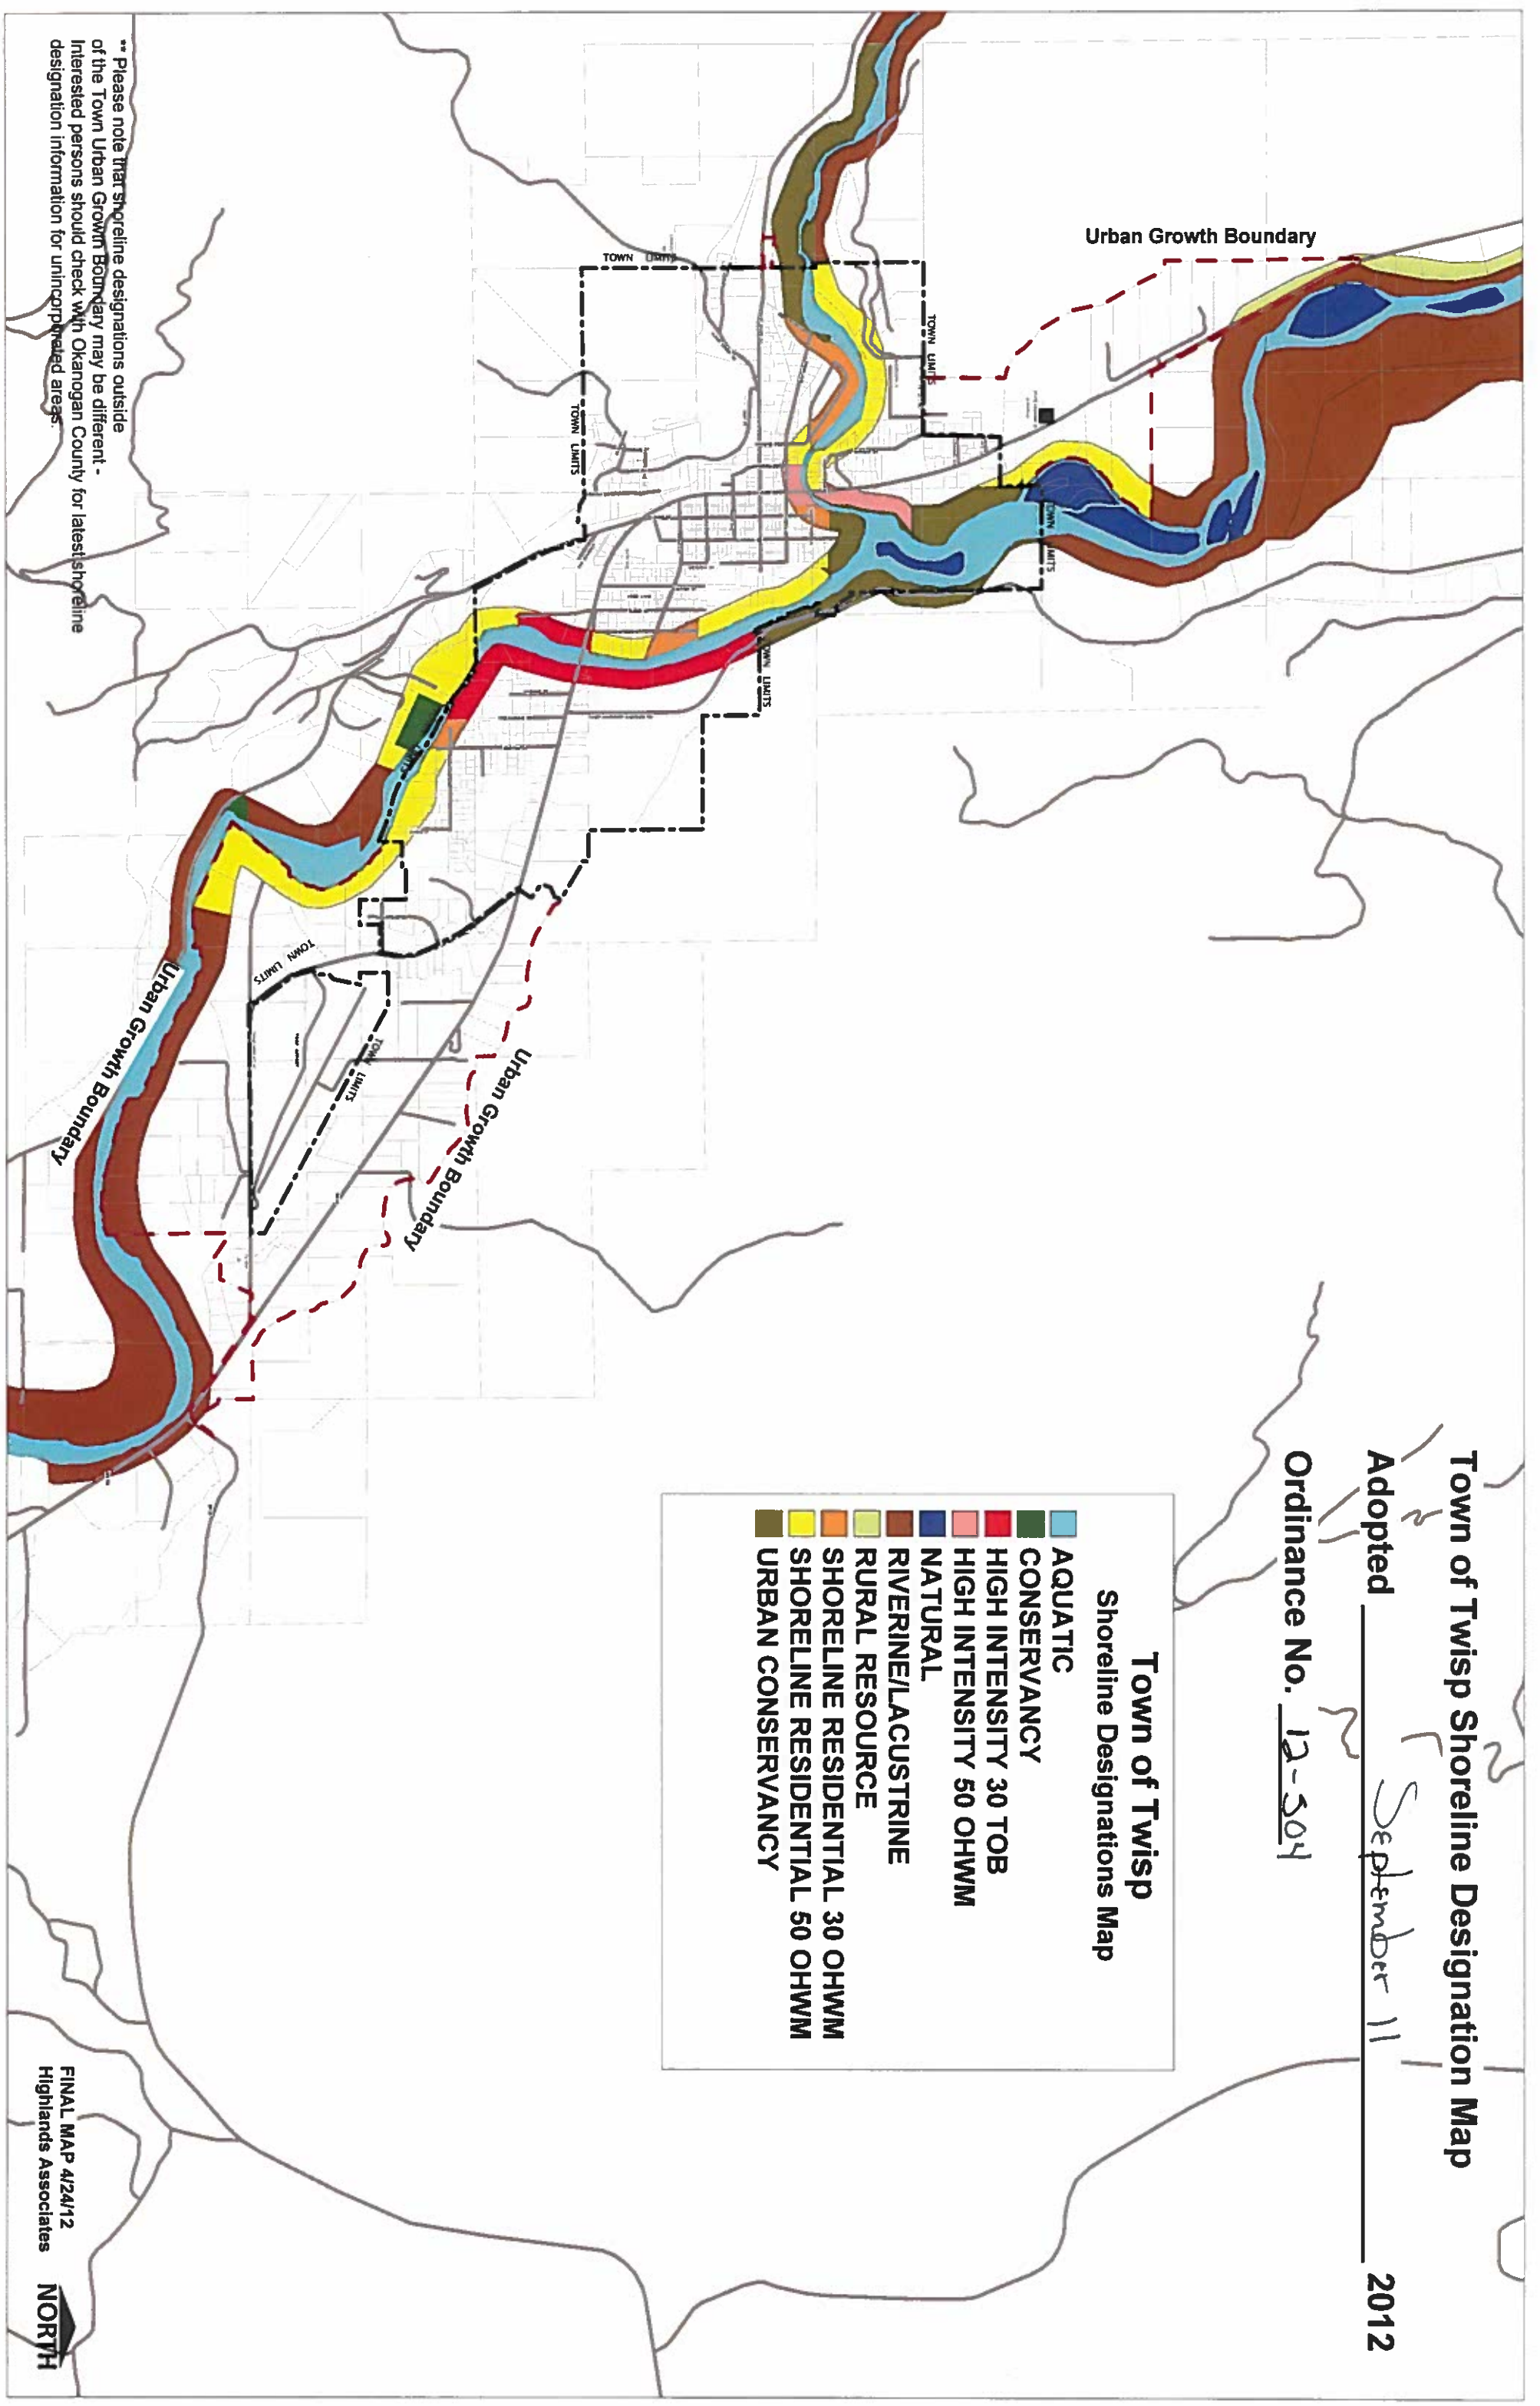 Town of Twisp Shoreline Designation Map
Adopted September 11 2012
Ordinance No. 12-504
Town of Twisp
Shoreline Designations Map
AQUATIC
CONSERVANCY
HIGH INTENSITY 30 TOB
HIGH INTENSITY 50 OHWM
NATURAL
RIVERINE/LACUSTRINE
RURAL RESOURCE
SHORELINE RESIDENTIAL 30 OHWM
SHORELINE RESIDENTIAL 50 OHWM
URBAN CONSERVANCY
Urban Growth Boundary
TOWN LIMITS
TOWN LIMITS
TOWN LIMITS
TOWN LIMITS
TOWN LIMITS
TOWN LIMITS
TOWN LIMITS
Urban Growth Boundary
Urban Growth Boundary
** Please note that shoreline designations outside
of the Town Urban Growth Boundary may be different -
Interested persons should check with Okanogan County for latest shoreline
designation information for unincorporated areas.
FINAL MAP 4/24/12
Highlands Associates
NORTH